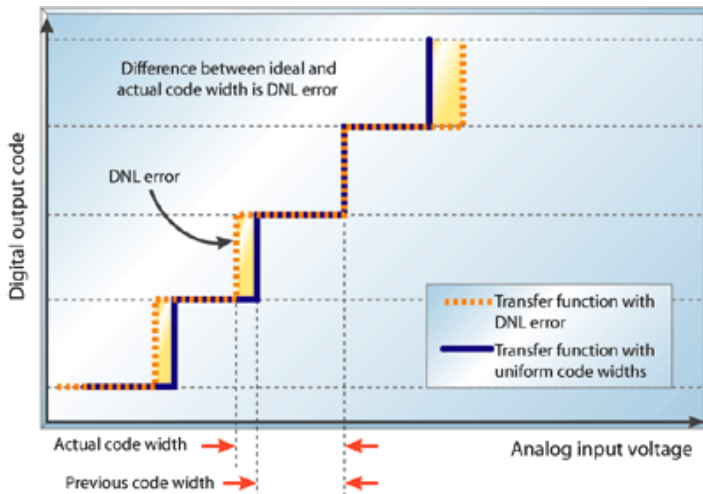 Difference between ideal and
actual code width is DNL error
DNL error
Digital output code
Transfer function with
DNL error
Transfer function with
uniform code widths
Actual code width
Analog input voltage
Previous code width